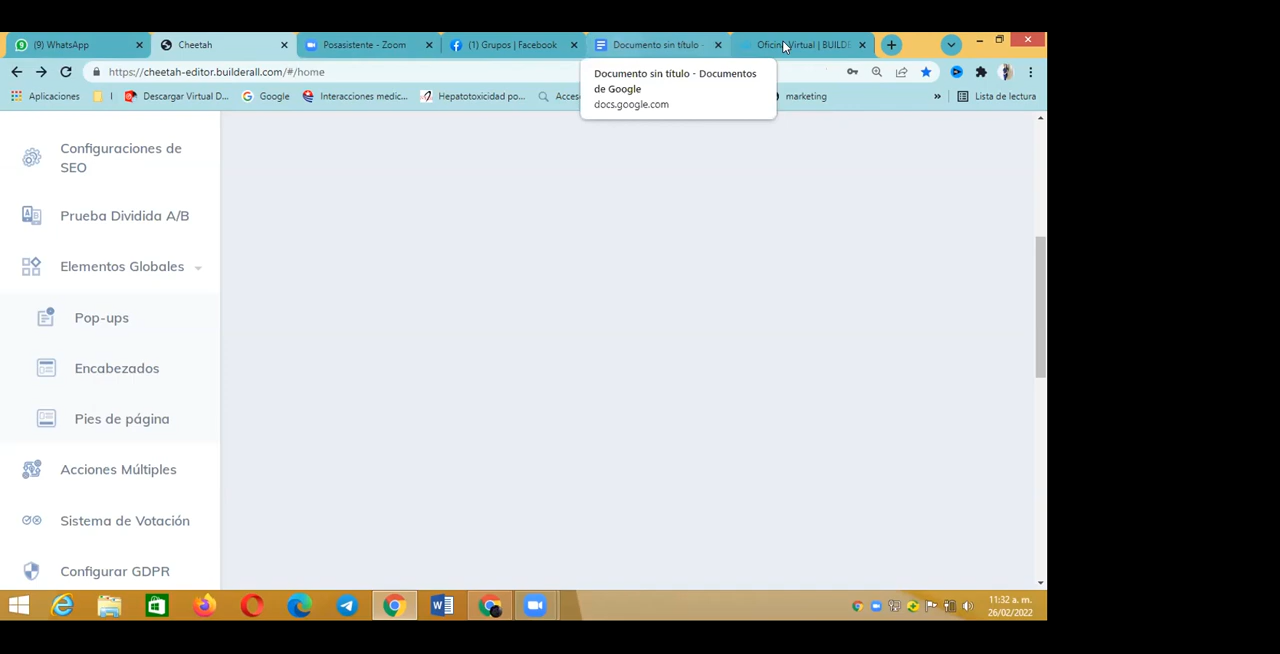 (9) WhatsApp
Cheetah
Posasistente - Zoom
(1) Grupos | Facebook
Documento sin título -
Oficina Virtual | BUILDE
https://cheetah-editor.builderall.com/#/home
Documento sin título - Documentos
de Google
docs.google.com
Aplicaciones
I
Descargar Virtual D...
Google
Interacciones medic...
Hepatotoxicidad po...
marketing
»
Lista de lectura
Configuraciones de
SEO
Prueba Dividida A/B
Elementos Globales
Pop-ups
Encabezados
Pies de página
Acciones Múltiples
Sistema de Votación
Configurar GDPR
11:32 a. m.
26/02/2022